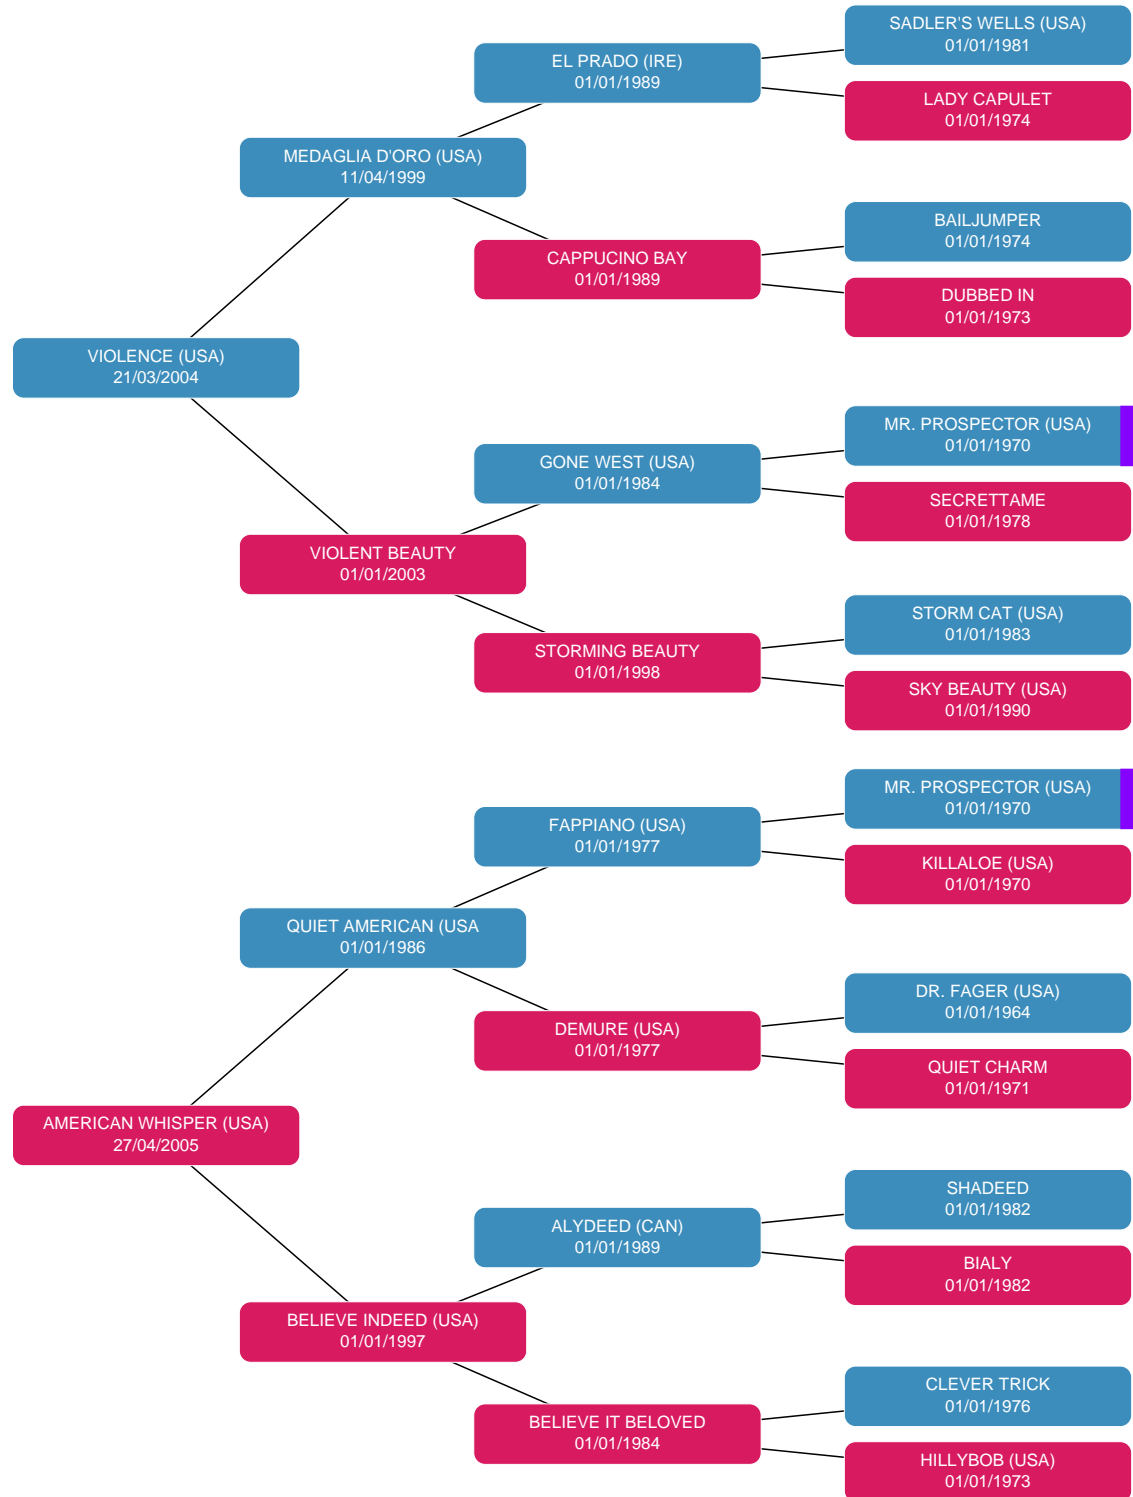 SADLER'S WELLS (USA)
01/01/1981
EL PRADO (IRE)
01/01/1989
LADY CAPULET
01/01/1974
MEDAGLIA D'ORO (USA)
11/04/1999
BAILJUMPER
01/01/1974
CAPPUCINO BAY
01/01/1989
DUBBED IN
01/01/1973
VIOLENCE (USA)
21/03/2004
MR. PROSPECTOR (USA)
01/01/1970
GONE WEST (USA)
01/01/1984
SECRETTAME
01/01/1978
VIOLENT BEAUTY
01/01/2003
STORM CAT (USA)
01/01/1983
STORMING BEAUTY
01/01/1998
SKY BEAUTY (USA)
01/01/1990
MR. PROSPECTOR (USA)
01/01/1970
FAPPIANO (USA)
01/01/1977
KILLALOE (USA)
01/01/1970
QUIET AMERICAN (USA
01/01/1986
DR. FAGER (USA)
01/01/1964
DEMURE (USA)
01/01/1977
QUIET CHARM
01/01/1971
AMERICAN WHISPER (USA)
27/04/2005
SHADEED
01/01/1982
ALYDEED (CAN)
01/01/1989
BIALY
01/01/1982
BELIEVE INDEED (USA)
01/01/1997
CLEVER TRICK
01/01/1976
BELIEVE IT BELOVED
01/01/1984
HILLYBOB (USA)
01/01/1973